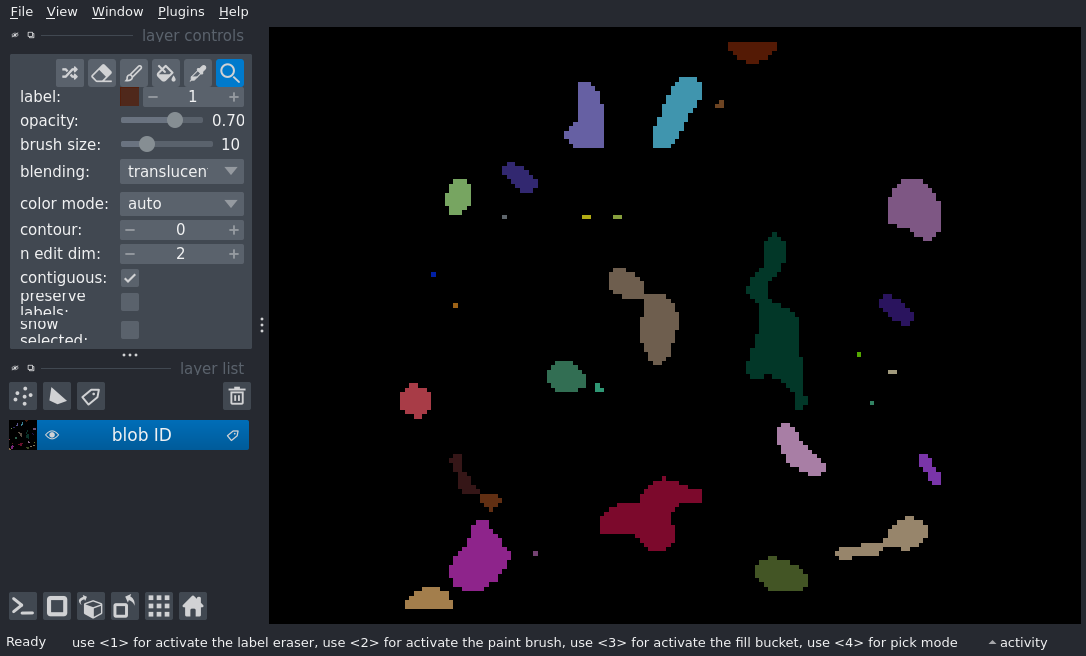 File View Window Plugins Help
layer controls
label: 1
opacity: 0.70
brush size: 10
blending: translucen
color mode: auto
contour: 0
n edit dim: 2
contiguous:
preserve
labels:
show
selected:
layer list
blob ID
Ready use <1> for activate the label eraser, use <2> for activate the paint brush, use <3> for activate the fill bucket, use <4> for pick mode activity